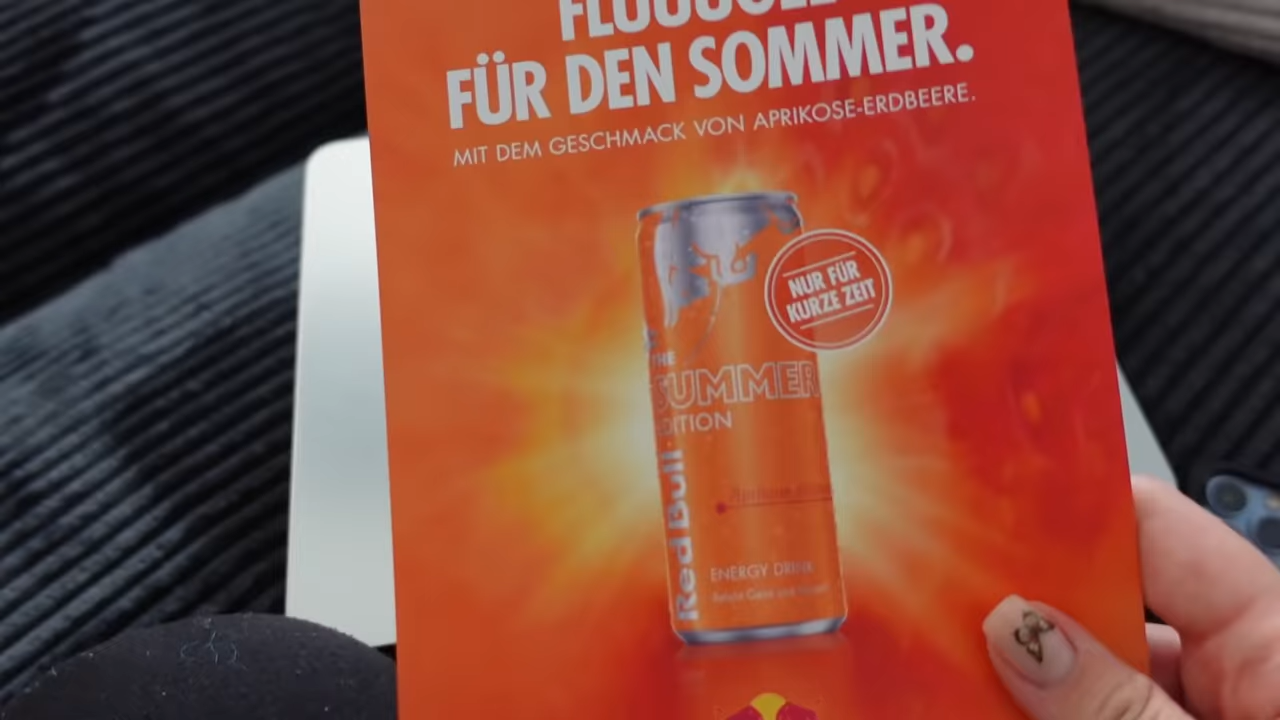 FÜR DEN SOMMER.
MIT DEM GESCHMACK VON APRIKOSE-ERDBEERE.
NUR FÜR
KURZE ZEIT
THE
SUMMER
EDITION
Red Bull
ENERGY DRINK